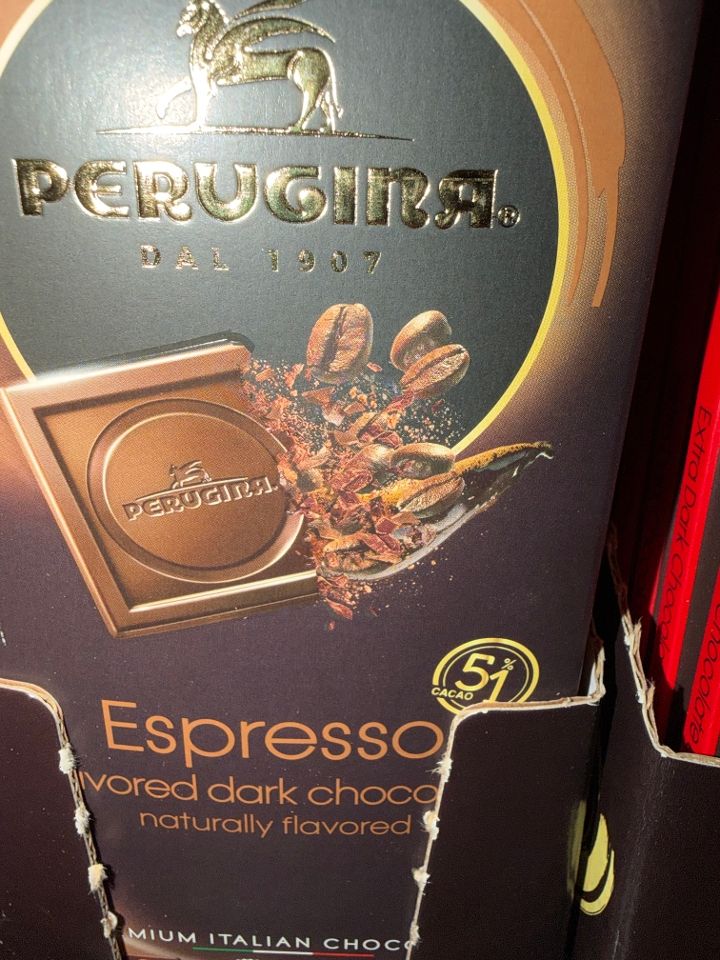 PERUGINA®
DAL 1907
PERUGINA.
51%
CACAO
Espresso
vored dark choco
naturally flavored
MIUM ITALIAN CHOC
Extra Dark Chocolate